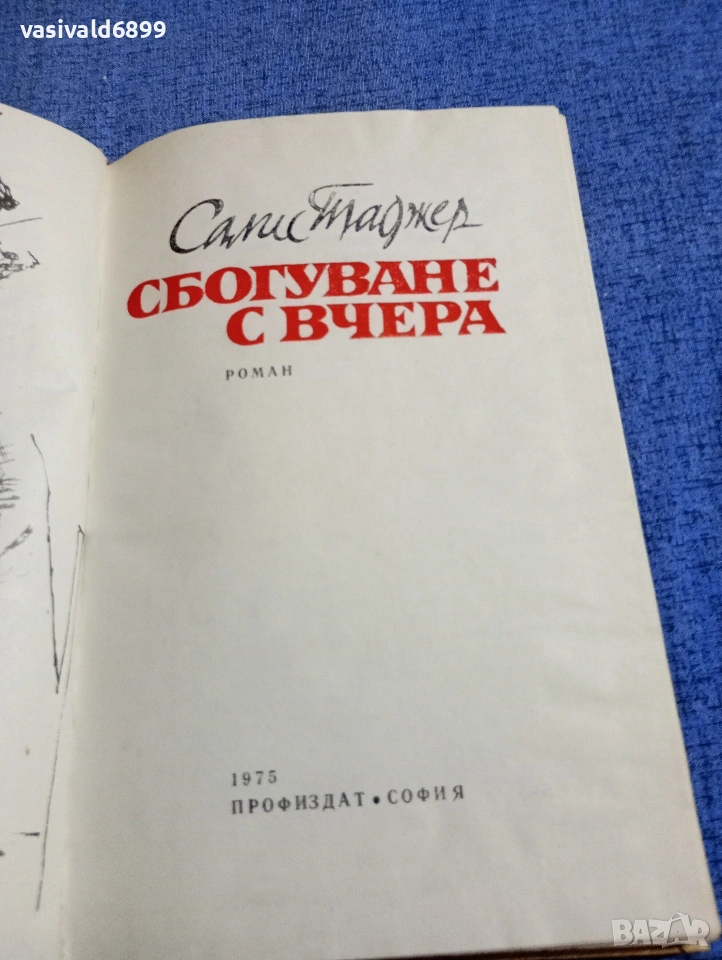 vasivald6899
Сами Таджер
СБОГУВАНЕ
С ВЧЕРА
РОМАН
1975
ПРОФИЗДАТ • СОФИЯ
BAZAR